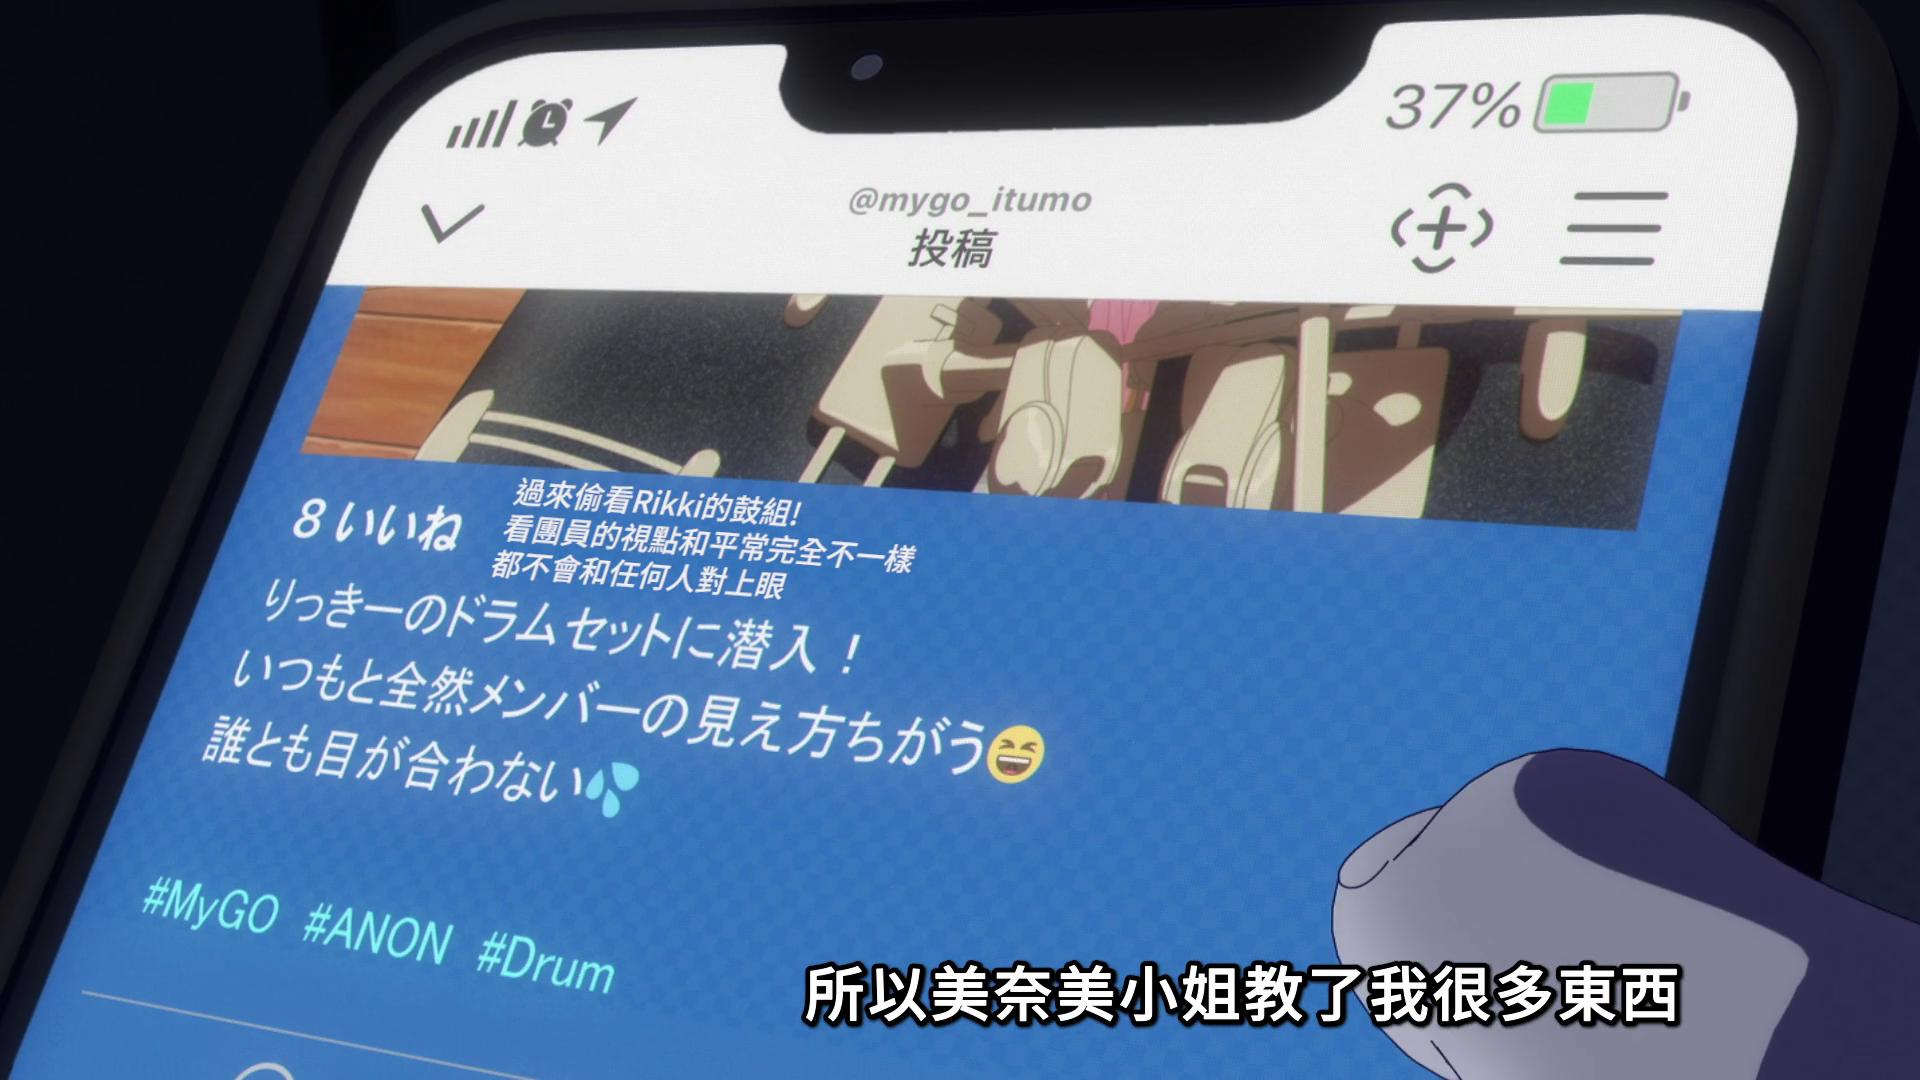 37%
@mygo_itumo
投稿
8 いいね
過來偷看Rikki的鼓組!
看團員的視點和平常完全不一樣
都不會和任何人對上眼
りっきーのドラムセットに潜入！
いつもと全然メンバーの見え方ちがう😆
誰とも目が合わない💦
#MyGO #ANON #Drum
所以美奈美小姐教了我很多東西